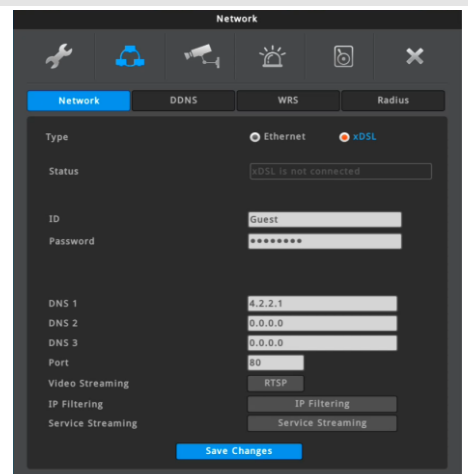 Network
Network DDNS WRS Radius
Type Ethernet xDSL
Status xDSL is not connected
ID Guest
Password ••••••••
DNS 1 4.2.2.1
DNS 2 0.0.0.0
DNS 3 0.0.0.0
Port 80
Video Streaming RTSP
IP Filtering IP Filtering
Service Streaming Service Streaming
Save Changes